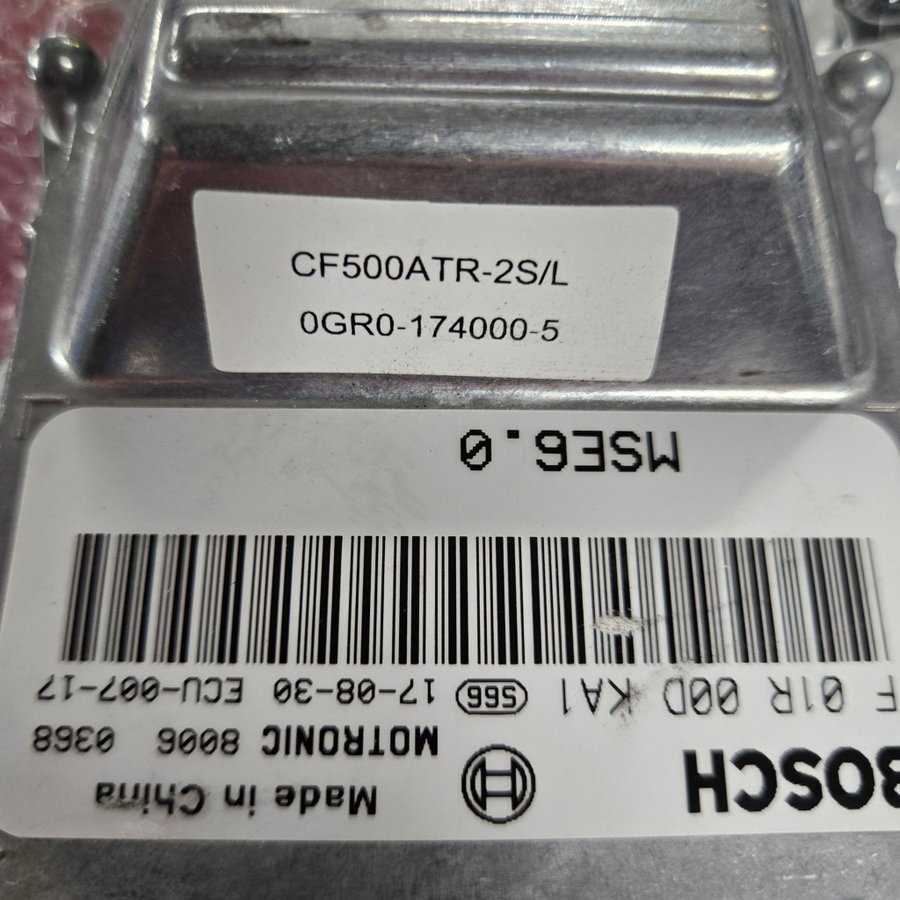 CF500ATR-2S/L
0GR0-174000-5
BOSCH
Made in China
MOTRONIC 8006 0368
F 01R 00D KA1 17-08-30 ECU-007-17
MSE6.0